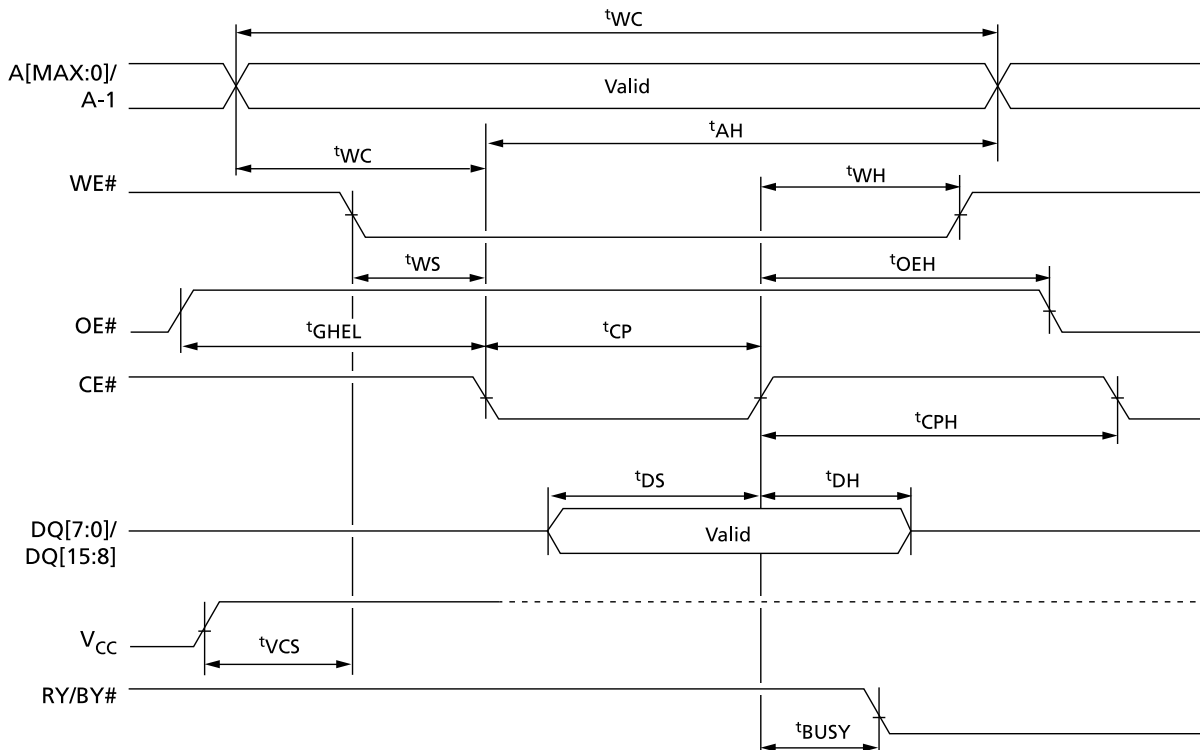 tWC
A[MAX:0]/
A-1
Valid
tAH
tWC
WE#
tWH
tWS
tOEH
OE#
tGHEL
tCP
CE#
tCPH
tDS
tDH
DQ[7:0]/
DQ[15:8]
Valid
VCC
tVCS
RY/BY#
tBUSY